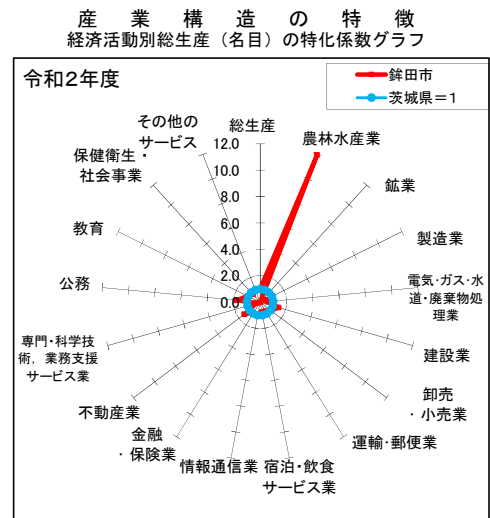 産業構造の特徴
経済活動別総生産（名目）の特化係数グラフ
令和2年度
鉾田市
茨城県＝1
総生産
農林水産業
鉱業
製造業
電気・ガス・水
道・廃棄物処
理業
建設業
卸売
・小売業
運輸・郵便業
宿泊・飲食
サービス業
情報通信業
金融
・保険業
不動産業
専門・科学技
術，業務支援
サービス業
公務
教育
保健衛生・
社会事業
その他の
サービス
12.0
10.0
8.0
6.0
4.0
2.0
0.0